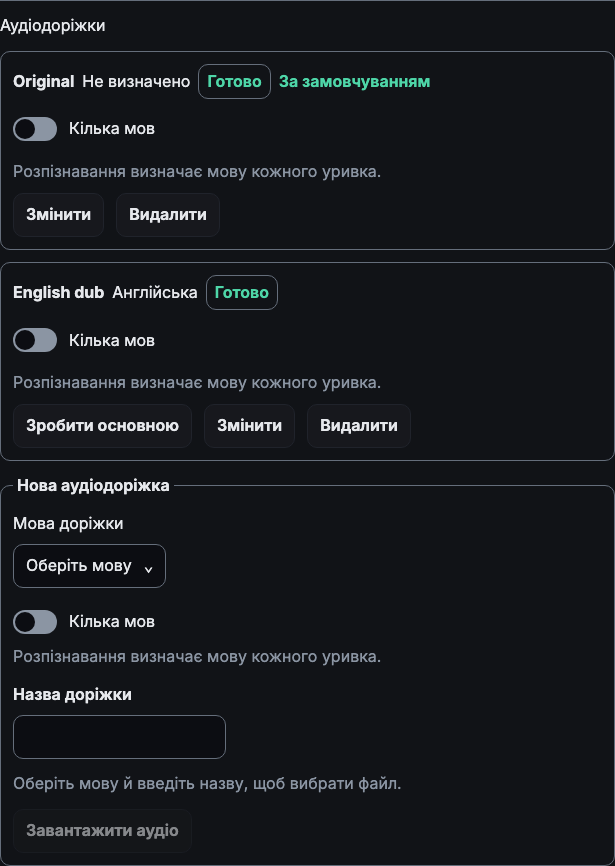 Аудіодоріжки
Original Не визначено Готово За замовчуванням
Кілька мов
Розпізнавання визначає мову кожного уривка.
Змінити Видалити
English dub Англійська Готово
Кілька мов
Розпізнавання визначає мову кожного уривка.
Зробити основною Змінити Видалити
Нова аудіодоріжка
Мова доріжки
Оберіть мову
Кілька мов
Розпізнавання визначає мову кожного уривка.
Назва доріжки
Оберіть мову й введіть назву, щоб вибрати файл.
Завантажити аудіо